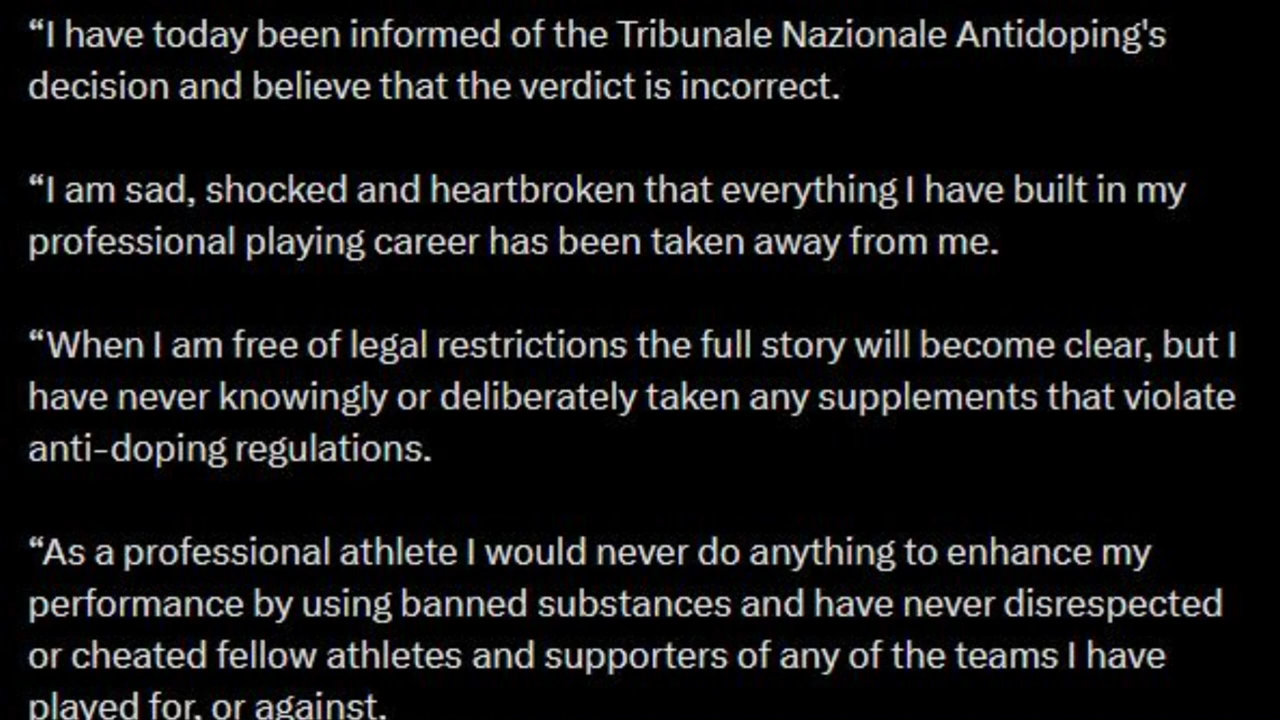 “I have today been informed of the Tribunale Nazionale Antidoping's
decision and believe that the verdict is incorrect.
“I am sad, shocked and heartbroken that everything I have built in my
professional playing career has been taken away from me.
“When I am free of legal restrictions the full story will become clear, but I
have never knowingly or deliberately taken any supplements that violate
anti-doping regulations.
“As a professional athlete I would never do anything to enhance my
performance by using banned substances and have never disrespected
or cheated fellow athletes and supporters of any of the teams I have
played for, or against.